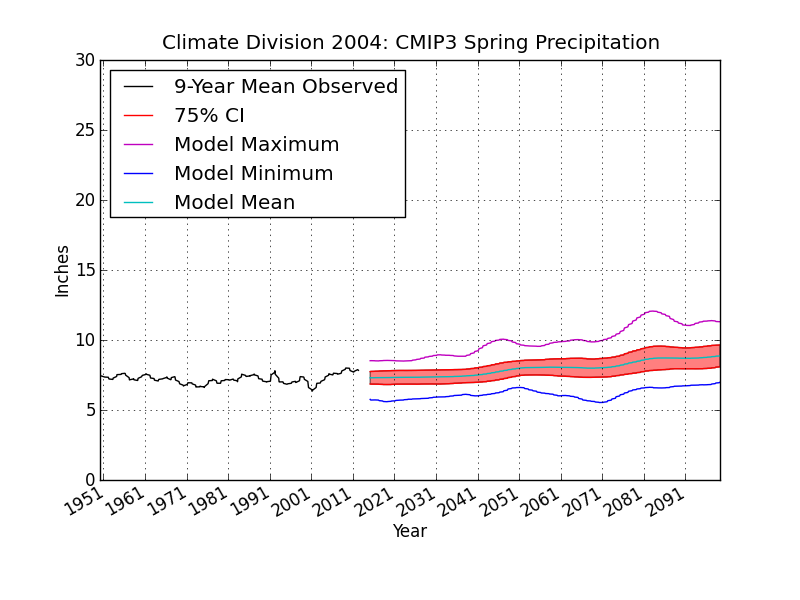 Climate Division 2004: CMIP3 Spring Precipitation
30
25
20
15
10
5
0
Inches
9-Year Mean Observed
75% CI
Model Maximum
Model Minimum
Model Mean
1951 1961 1971 1981 1991 2001 2011 2021 2031 2041 2051 2061 2071 2081 2091
Year